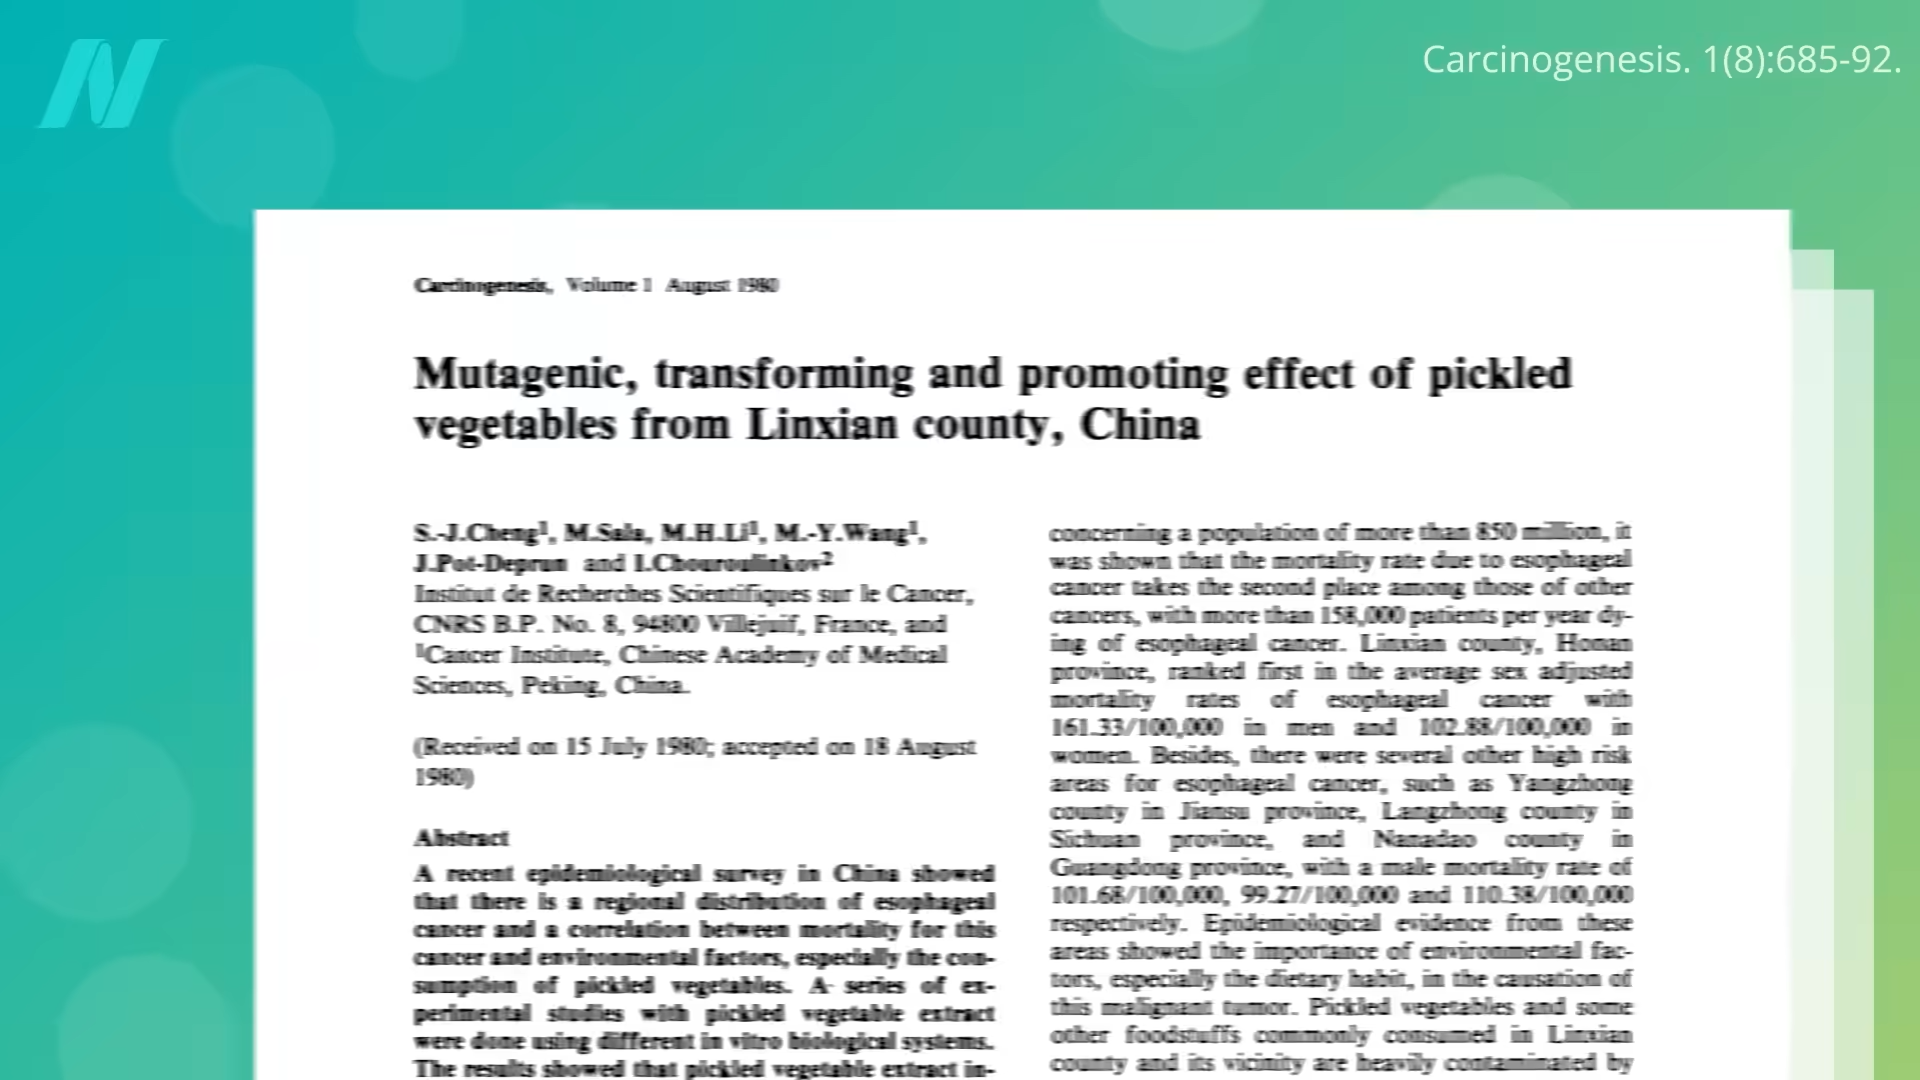 Carcinogenesis. 1(8):685-92.
Carcinogenesis, Volume 1 August 1980
Mutagenic, transforming and promoting effect of pickled
vegetables from Linxian county, China
S.-J.Cheng¹, M.Sala, M.H.Li¹, M.-Y.Wang¹,
J.Pot-Deprun and I.Chouroulinkov²
Institut de Recherches Scientifiques sur le Cancer,
CNRS B.P. No. 8, 94800 Villejuif, France, and
¹Cancer Institute, Chinese Academy of Medical
Sciences, Peking, China.
(Received on 15 July 1980; accepted on 18 August
1980)
Abstract
A recent epidemiological survey in China showed
that there is a regional distribution of esophageal
cancer and a correlation between mortality for this
cancer and environmental factors, especially the con-
sumption of pickled vegetables. A series of ex-
perimental studies with pickled vegetable extract
were done using different in vitro biological systems.
The results showed that pickled vegetable extract in-
concerning a population of more than 850 million, it
was shown that the mortality rate due to esophageal
cancer takes the second place among those of other
cancers, with more than 158,000 patients per year dy-
ing of esophageal cancer. Linxian county, Honan
province, ranked first in the average sex adjusted
mortality rates of esophageal cancer with
161.33/100,000 in men and 102.88/100,000 in
women. Besides, there were several other high risk
areas for esophageal cancer, such as Yangzhong
county in Jiansu province, Langzhong county in
Sichuan province, and Nanadao county in
Guangdong province, with a male mortality rate of
101.68/100,000, 99.27/100,000 and 110.38/100,000
respectively. Epidemiological evidence from these
areas showed the importance of environmental fac-
tors, especially the dietary habit, in the causation of
this malignant tumor. Pickled vegetables and some
other foodstuffs commonly consumed in Linxian
county and its vicinity are heavily contaminated by